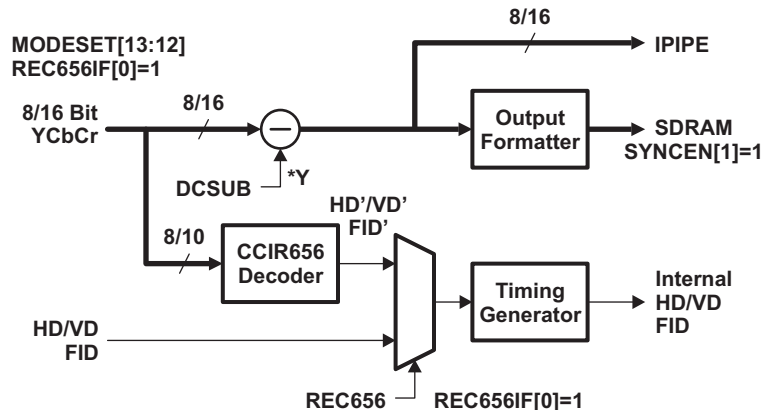 8/16
IPIPE
MODESET[13:12]
REC656IF[0]=1
8/16 Bit
YCbCr
8/16
Output
Formatter
SDRAM
SYNCEN[1]=1
DCSUB
*Y
HD'/VD'
FID'
8/10
CCIR656
Decoder
Timing
Generator
Internal
HD/VD
FID
HD/VD
FID
REC656
REC656IF[0]=1